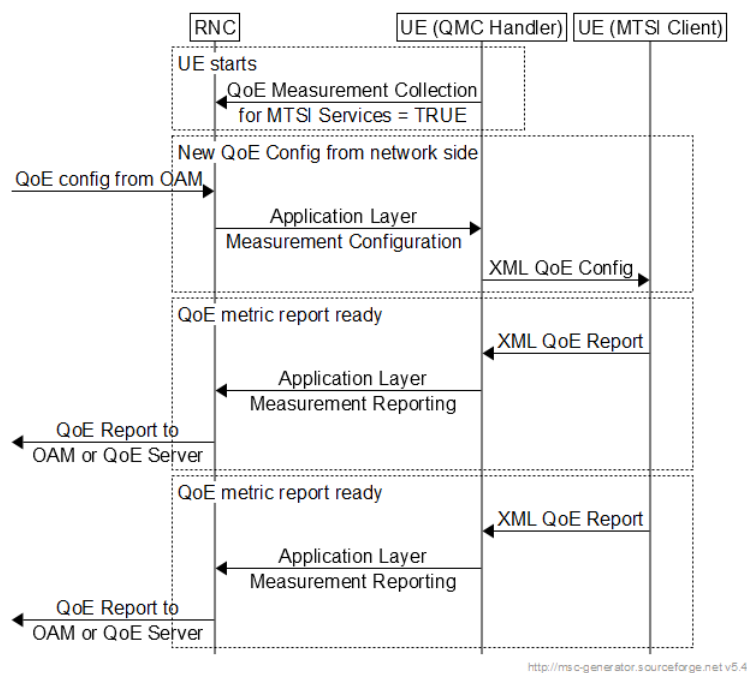 RNC
UE (QMC Handler)
UE (MTSI Client)
UE starts
QoE Measurement Collection
for MTSI Services = TRUE
New QoE Config from network side
QoE config from OAM
Application Layer
Measurement Configuration
XML QoE Config
QoE metric report ready
XML QoE Report
Application Layer
Measurement Reporting
QoE Report to
OAM or QoE Server
QoE metric report ready
XML QoE Report
Application Layer
Measurement Reporting
QoE Report to
OAM or QoE Server
http://msc-generator.sourceforge.net v5.4